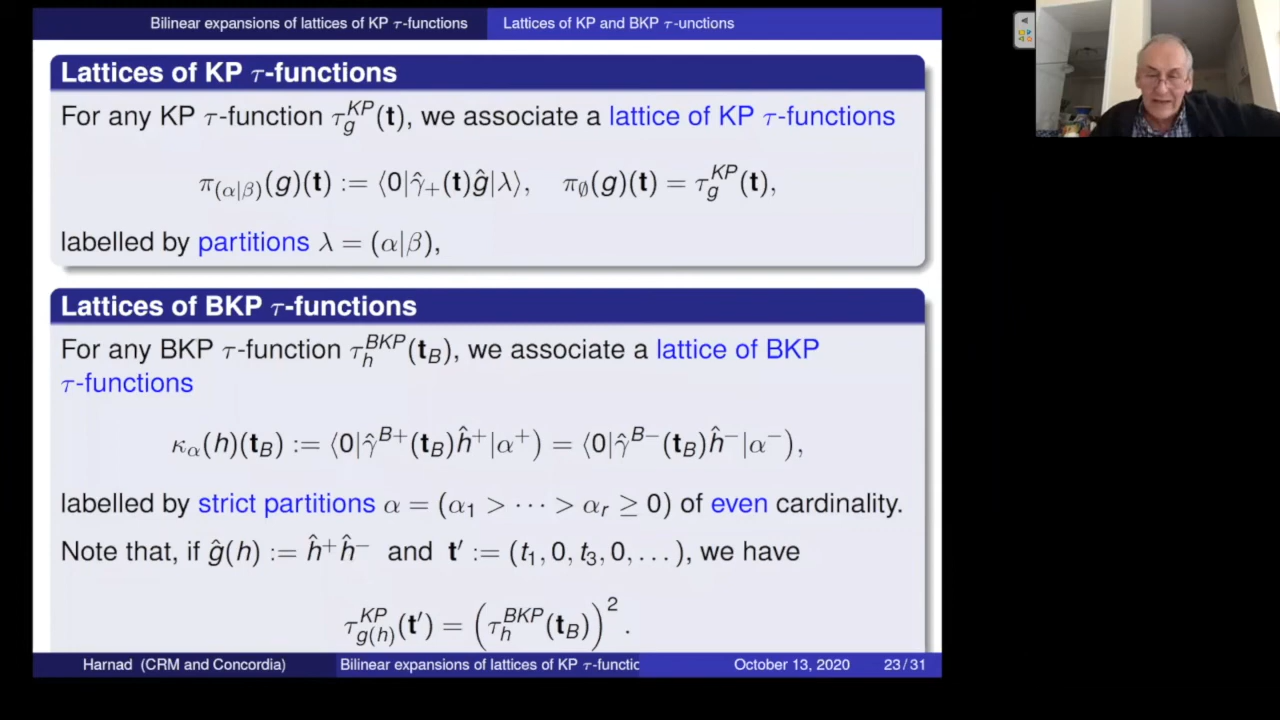 Bilinear expansions of lattices of KP τ-functions Lattices of KP and BKP τ-unctions
Lattices of KP τ-functions
For any KP τ-function τ_g^{KP}(t), we associate a lattice of KP τ-functions
π_{(α|β)}(g)(t) := ⟨0|γ̂_+(t)ĝ|λ⟩, π_∅(g)(t) = τ_g^{KP}(t),
labelled by partitions λ = (α|β),
Lattices of BKP τ-functions
For any BKP τ-function τ_h^{BKP}(t_B), we associate a lattice of BKP
τ-functions
κ_α(h)(t_B) := ⟨0|γ̂^{B+}(t_B)ĥ^+|α^+) = ⟨0|γ̂^{B−}(t_B)ĥ^−|α^−),
labelled by strict partitions α = (α_1 > ⋯ > α_r ≥ 0) of even cardinality.
Note that, if ĝ(h) := ĥ^+ĥ^− and t′ := (t_1, 0, t_3, 0, . . . ), we have
τ_{g(h)}^{KP}(t′) = (τ_h^{BKP}(t_B))^2.
Harnad (CRM and Concordia) Bilinear expansions of lattices of KP τ-functic October 13, 2020 23 / 31